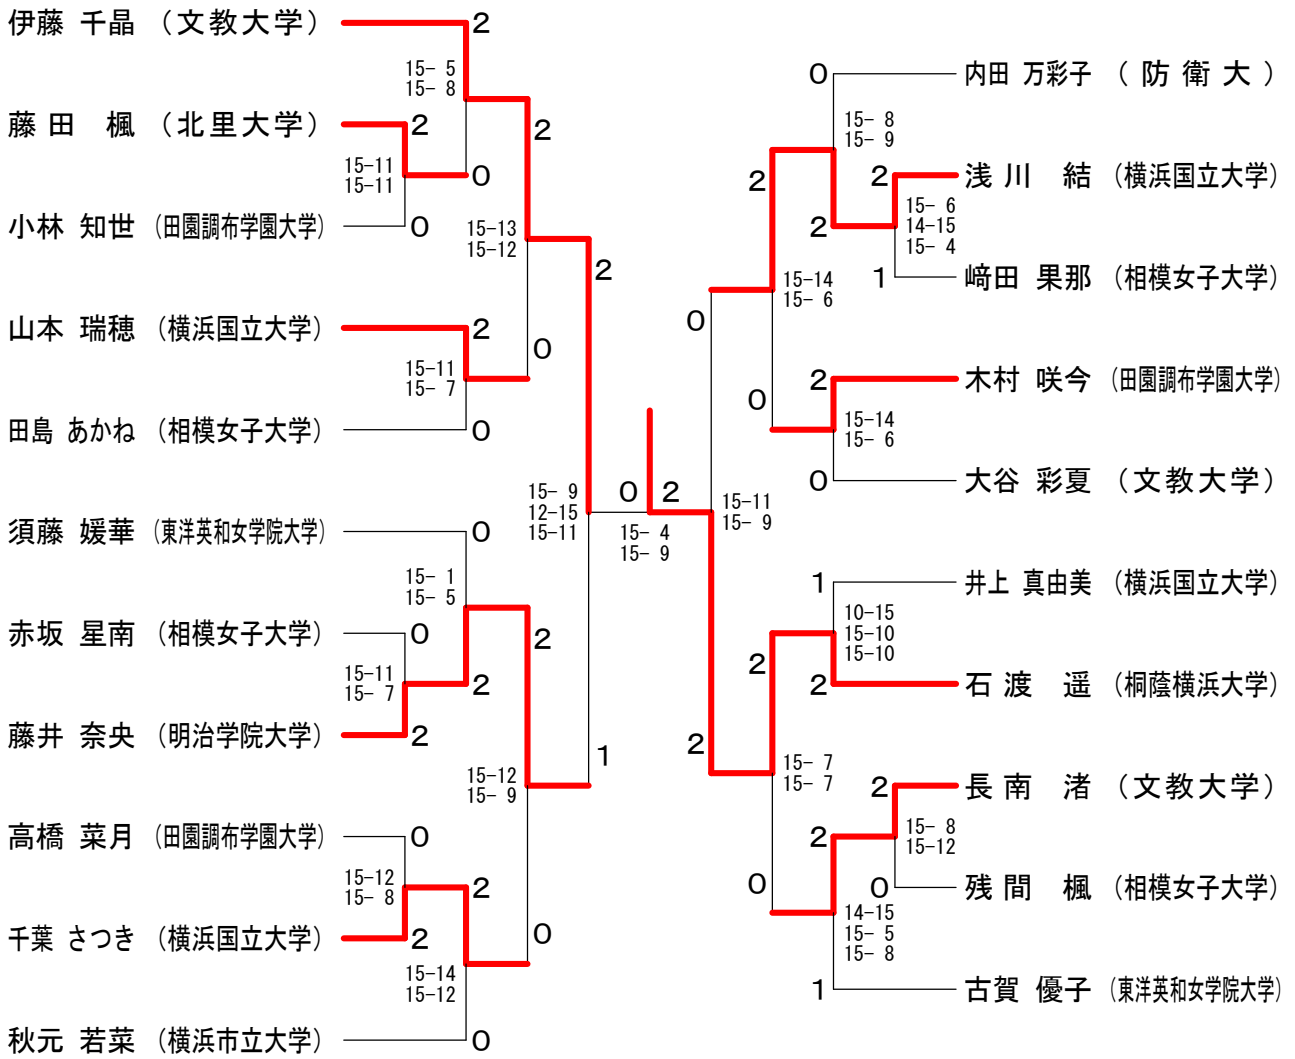 伊藤 千晶 （文教大学） 2
15- 5
15- 8
藤田 楓 （北里大学） 2
2
15-11
15-11
0
小林 知世 （田園調布学園大学） 0
15-13
15-12
2
山本 瑞穂 （横浜国立大学） 2
0
15-11
15- 7
田島 あかね （相模女子大学） 0
15- 9
12-15
15-11
須藤 媛華 （東洋英和女学院大学） 0
15- 1
15- 5
赤坂 星南 （相模女子大学） 0
2
15-11
15- 7
2
藤井 奈央 （明治学院大学） 2
1
15-12
15- 9
高橋 菜月 （田園調布学園大学） 0
15-12
15- 8
2
千葉 さつき （横浜国立大学） 2
0
15-14
15-12
秋元 若菜 （横浜市立大学） 0
0 2
15- 4
15- 9
0 内田 万彩子 （防衛大）
15- 8
15- 9
2
2 浅川 結 （横浜国立大学）
15- 6
14-15
15- 4
2
1 﨑田 果那 （相模女子大学）
15-14
15- 6
0
2 木村 咲今 （田園調布学園大学）
0
15-14
15- 6
0 大谷 彩夏 （文教大学）
15-11
15- 9
1 井上 真由美 （横浜国立大学）
10-15
15-10
15-10
2
2 石渡 遥 （桐蔭横浜大学）
2
15- 7
15- 7
2 長南 渚 （文教大学）
15- 8
15-12
2
0
0 残間 楓 （相模女子大学）
14-15
15- 5
15- 8
1 古賀 優子 （東洋英和女学院大学）